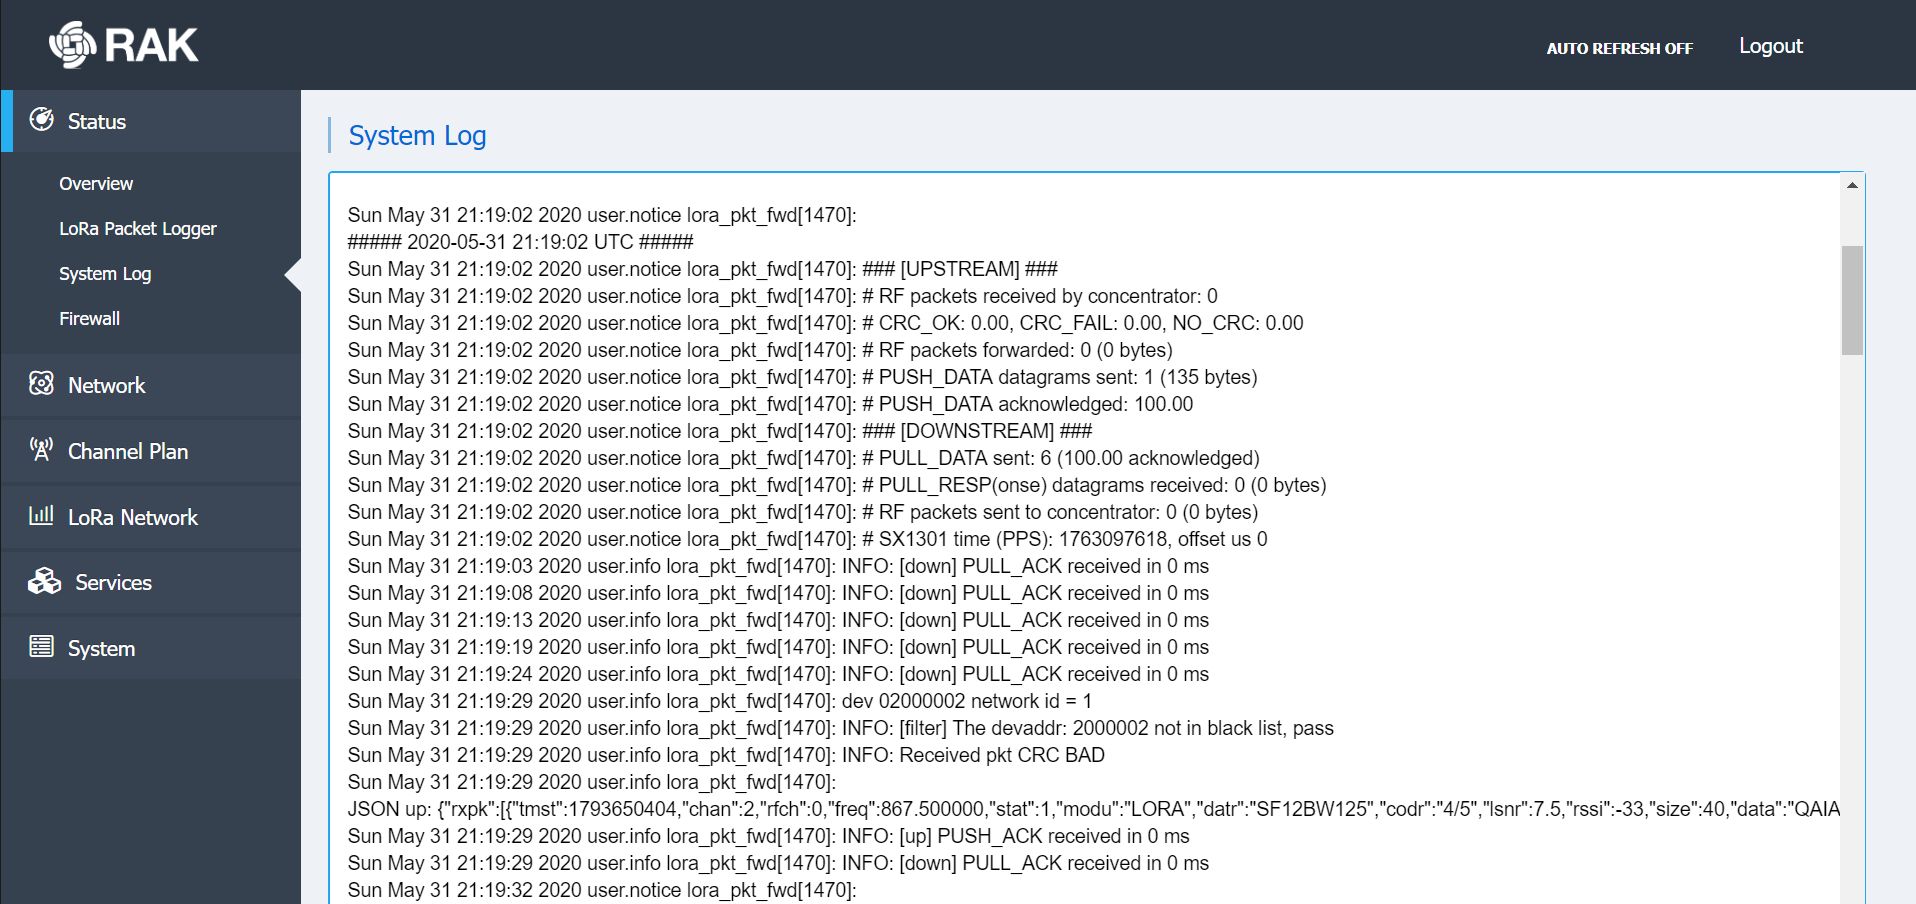 RAK
AUTO REFRESH OFF
Logout
Status
Overview
LoRa Packet Logger
System Log
Firewall
Network
Channel Plan
LoRa Network
Services
System
System Log
Sun May 31 21:19:02 2020 user.notice lora_pkt_fwd[1470]:
##### 2020-05-31 21:19:02 UTC #####
Sun May 31 21:19:02 2020 user.notice lora_pkt_fwd[1470]: ### [UPSTREAM] ###
Sun May 31 21:19:02 2020 user.notice lora_pkt_fwd[1470]: # RF packets received by concentrator: 0
Sun May 31 21:19:02 2020 user.notice lora_pkt_fwd[1470]: # CRC_OK: 0.00, CRC_FAIL: 0.00, NO_CRC: 0.00
Sun May 31 21:19:02 2020 user.notice lora_pkt_fwd[1470]: # RF packets forwarded: 0 (0 bytes)
Sun May 31 21:19:02 2020 user.notice lora_pkt_fwd[1470]: # PUSH_DATA datagrams sent: 1 (135 bytes)
Sun May 31 21:19:02 2020 user.notice lora_pkt_fwd[1470]: # PUSH_DATA acknowledged: 100.00
Sun May 31 21:19:02 2020 user.notice lora_pkt_fwd[1470]: ### [DOWNSTREAM] ###
Sun May 31 21:19:02 2020 user.notice lora_pkt_fwd[1470]: # PULL_DATA sent: 6 (100.00 acknowledged)
Sun May 31 21:19:02 2020 user.notice lora_pkt_fwd[1470]: # PULL_RESP(onse) datagrams received: 0 (0 bytes)
Sun May 31 21:19:02 2020 user.notice lora_pkt_fwd[1470]: # RF packets sent to concentrator: 0 (0 bytes)
Sun May 31 21:19:02 2020 user.notice lora_pkt_fwd[1470]: # SX1301 time (PPS): 1763097618, offset us 0
Sun May 31 21:19:03 2020 user.info lora_pkt_fwd[1470]: INFO: [down] PULL_ACK received in 0 ms
Sun May 31 21:19:08 2020 user.info lora_pkt_fwd[1470]: INFO: [down] PULL_ACK received in 0 ms
Sun May 31 21:19:13 2020 user.info lora_pkt_fwd[1470]: INFO: [down] PULL_ACK received in 0 ms
Sun May 31 21:19:19 2020 user.info lora_pkt_fwd[1470]: INFO: [down] PULL_ACK received in 0 ms
Sun May 31 21:19:24 2020 user.info lora_pkt_fwd[1470]: INFO: [down] PULL_ACK received in 0 ms
Sun May 31 21:19:29 2020 user.info lora_pkt_fwd[1470]: dev 02000002 network id = 1
Sun May 31 21:19:29 2020 user.info lora_pkt_fwd[1470]: INFO: [filter] The devaddr: 2000002 not in black list, pass
Sun May 31 21:19:29 2020 user.info lora_pkt_fwd[1470]: INFO: Received pkt CRC BAD
Sun May 31 21:19:29 2020 user.info lora_pkt_fwd[1470]:
JSON up: {"rxpk":[{"tmst":1793650404,"chan":2,"rfch":0,"freq":867.500000,"stat":1,"modu":"LORA","datr":"SF12BW125","codr":"4/5","lsnr":7.5,"rssi":-33,"size":40,"data":"QAIA
Sun May 31 21:19:29 2020 user.info lora_pkt_fwd[1470]: INFO: [up] PUSH_ACK received in 0 ms
Sun May 31 21:19:29 2020 user.info lora_pkt_fwd[1470]: INFO: [down] PULL_ACK received in 0 ms
Sun May 31 21:19:32 2020 user.notice lora_pkt_fwd[1470]: